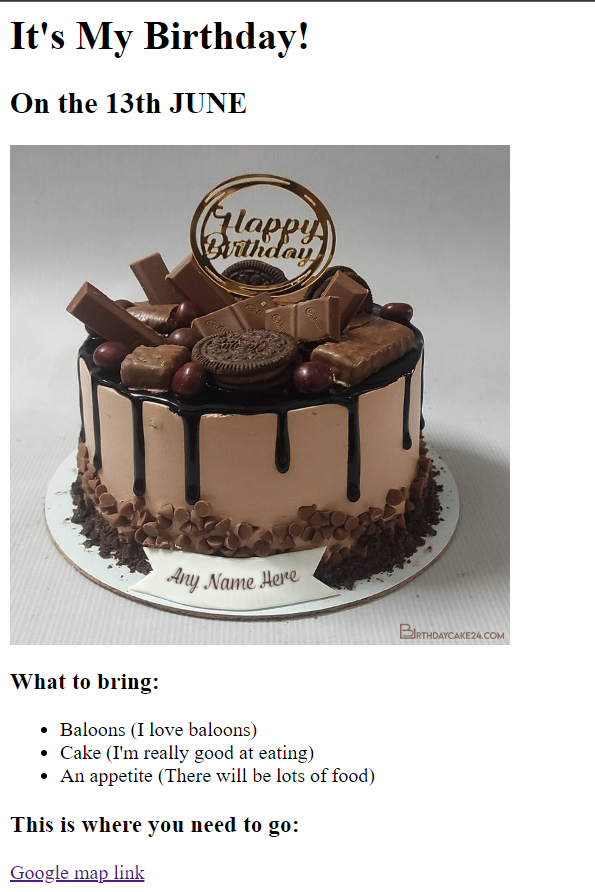 It's My Birthday!
On the 13th JUNE
Happy
Birthday
Any Name Here
BIRTHDAYCAKE24.COM
What to bring:
Baloons (I love baloons)
Cake (I'm really good at eating)
An appetite (There will be lots of food)
This is where you need to go:
Google map link